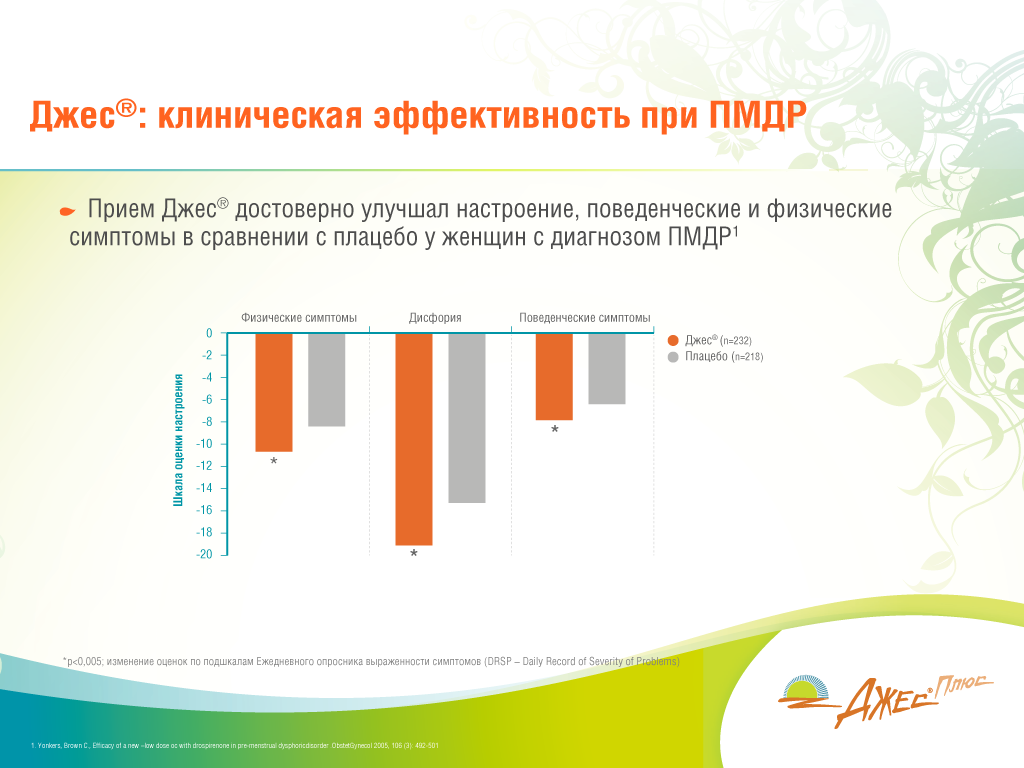 Джес®: клиническая эффективность при ПМДР
Прием Джес® достоверно улучшал настроение, поведенческие и физические
симптомы в сравнении с плацебо у женщин с диагнозом ПМДР¹
Физические симптомы
Дисфория
Поведенческие симптомы
Шкала оценки настроения
0
-2
-4
-6
-8
-10
-12
-14
-16
-18
-20
*
*
*
Джес® (n=232)
Плацебо (n=218)
*p<0,005; изменение оценок по подшкалам Ежедневного опросника выраженности симптомов (DRSP – Daily Record of Severity of Problems)
Джес® Плюс
1. Yonkers, Brown C., Efficacy of a new –low dose oc with drospirenone in pre-menstrual dysphoricdisorder .ObstetGynecol 2005, 106 (3): 492-501